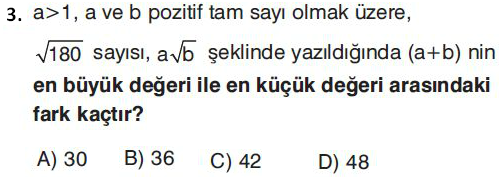 3. a>1, a ve b pozitif tam sayı olmak üzere,
√180 sayısı, a√b şeklinde yazıldığında (a+b) nin
en büyük değeri ile en küçük değeri arasındaki
fark kaçtır?
A) 30 B) 36 C) 42 D) 48